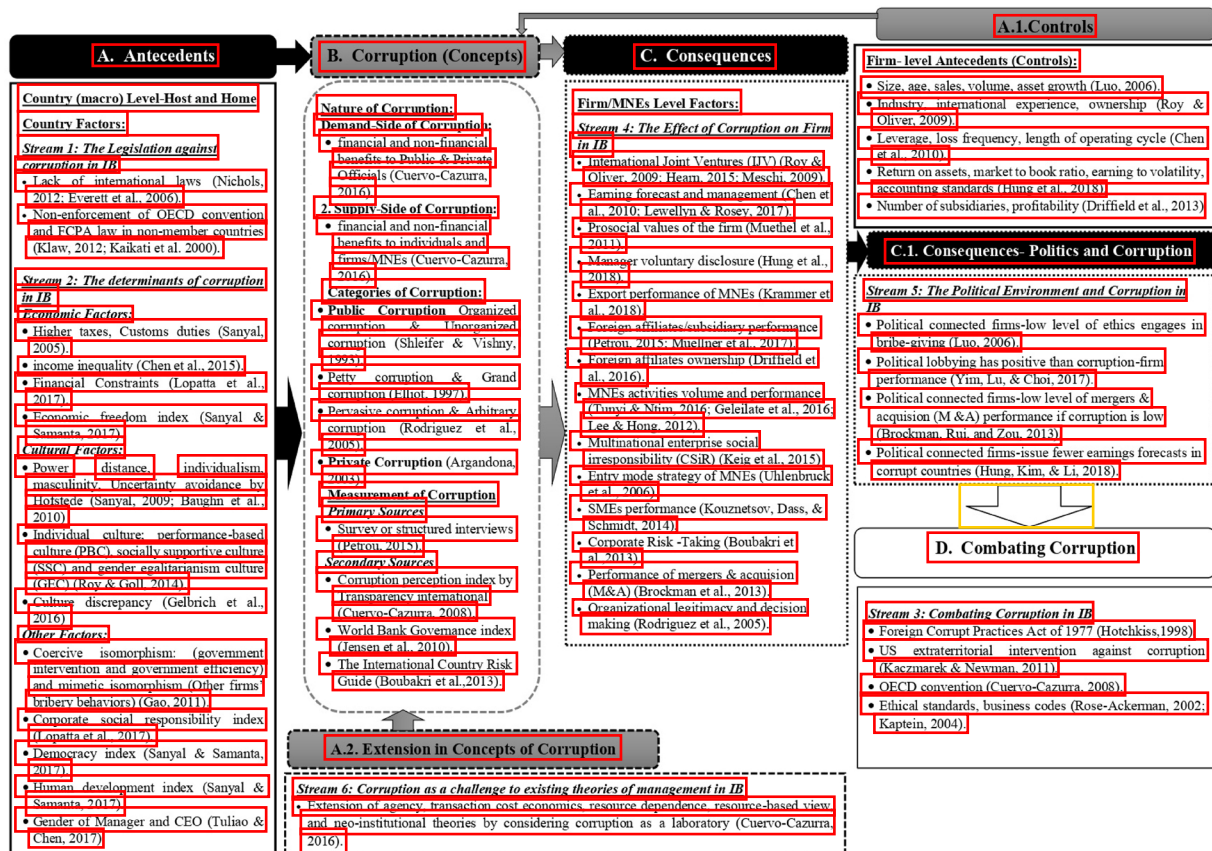 A. Antecedents
Country (macro) Level-Host and Home
Country Factors:
Stream 1: The Legislation against
corruption in IB
• Lack of international laws (Nichols,
2012; Everett et al., 2006).
• Non-enforcement of OECD convention
and FCPA law in non-member countries
(Klaw, 2012; Kaikati et al. 2000).
Stream 2: The determinants of corruption
in IB
Economic Factors:
• Higher taxes, Customs duties (Sanyal,
2005).
• income inequality (Chen et al., 2015).
• Financial Constraints (Lopatta et al.,
2017).
• Economic freedom index (Sanyal &
Samanta, 2017)
Cultural Factors:
• Power distance, individualism,
masculinity, Uncertainty avoidance by
Hofstede (Sanyal, 2009; Baughn et al.,
2010)
• Individual culture; performance-based
culture (PBC), socially supportive culture
(SSC) and gender egalitarianism culture
(GEC) (Roy & Goll, 2014).
• Culture discrepancy (Gelbrich et al.,
2016)
Other Factors:
• Coercive isomorphism: (government
intervention and government efficiency)
and mimetic isomorphism (Other firms'
bribery behaviors) (Gao, 2011).
• Corporate social responsibility index
(Lopatta et al., 2017).
• Democracy index (Sanyal & Samanta,
2017).
• Human development index (Sanyal &
Samanta, 2017)
• Gender of Manager and CEO (Tuliao &
Chen, 2017)
B. Corruption (Concepts)
Nature of Corruption:
Demand-Side of Corruption:
• financial and non-financial
benefits to Public & Private
Officials (Cuervo-Cazurra,
2016)
2. Supply-Side of Corruption:
• financial and non-financial
benefits to individuals and
firms/MNEs (Cuervo-Cazurra,
2016)
Categories of Corruption:
• Public Corruption Organized
corruption & Unorganized
corruption (Shleifer & Vishny,
1993)
• Petty corruption & Grand
corruption (Elliot, 1997)
• Pervasive corruption & Arbitrary
corruption (Rodriguez et al.,
2005).
• Private Corruption (Argandona,
2003)
Measurement of Corruption
Primary Sources
• Survey or structured interviews
(Petrou, 2015).
Secondary Sources
• Corruption perception index by
Transparency international
(Cuervo-Cazurra, 2008).
• World Bank Governance index
(Jensen et al., 2010).
• The International Country Risk
Guide (Boubakri et al.,2013).
A.2. Extension in Concepts of Corruption
Stream 6: Corruption as a challenge to existing theories of management in IB
• Extension of agency, transaction cost economics, resource dependence, resource-based view,
and neo-institutional theories by considering corruption as a laboratory (Cuervo-Cazurra,
2016).
C. Consequences
Firm/MNEs Level Factors:
Stream 4: The Effect of Corruption on Firm
in IB
• International Joint Ventures (IJV) (Roy &
Oliver, 2009; Hearn, 2015; Meschi, 2009).
• Earning forecast and management (Chen et
al., 2010; Lewellyn & Rosey, 2017).
• Prosocial values of the firm (Muethel et al.,
2011).
• Manager voluntary disclosure (Hung et al.,
2018).
• Export performance of MNEs (Krammer et
al., 2018)
• Foreign affiliates/subsidiary performance
(Petrou, 2015; Muellner et al., 2017).
• Foreign affiliates ownership (Driffield et
al., 2016).
• MNEs activities volume and performance
(Tunyi & Ntim, 2016; Geleilate et al., 2016;
Lee & Hong, 2012).
• Multinational enterprise social
irresponsibility (CSiR) (Keig et al., 2015)
• Entry mode strategy of MNEs (Uhlenbruck
et al., 2006)
• SMEs performance (Kouznetsov, Dass, &
Schmidt, 2014).
• Corporate Risk -Taking (Boubakri et
al.,2013)
• Performance of mergers & acquision
(M&A) (Brockman et al., 2013).
• Organizational legitimacy and decision
making (Rodriguez et al., 2005).
A.1.Controls
Firm- level Antecedents (Controls):
• Size, age, sales, volume, asset growth (Luo, 2006).
• Industry, international experience, ownership (Roy
& Oliver, 2009).
• Leverage, loss frequency, length of operating cycle (Chen
et al., 2010).
• Return on assets, market to book ratio, earning to volatility,
accounting standards (Hung et al., 2018)
• Number of subsidiaries, profitability (Driffield et al., 2013)
C.1. Consequences- Politics and Corruption
Stream 5: The Political Environment and Corruption in
IB
• Political connected firms-low level of ethics engages in
bribe-giving (Luo, 2006).
• Political lobbying has positive than corruption-firm
performance (Yim, Lu, & Choi, 2017).
• Political connected firms-low level of mergers &
acquision (M &A) performance if corruption is low
(Brockman, Rui, and Zou, 2013)
• Political connected firms-issue fewer earnings forecasts in
corrupt countries (Hung, Kim, & Li, 2018).
D. Combating Corruption
Stream 3: Combating Corruption in IB
• Foreign Corrupt Practices Act of 1977 (Hotchkiss,1998)
• US extraterritorial intervention against corruption
(Kaczmarek & Newman, 2011).
• OECD convention (Cuervo-Cazurra, 2008).
• Ethical standards, business codes (Rose-Ackerman, 2002;
Kaptein, 2004).